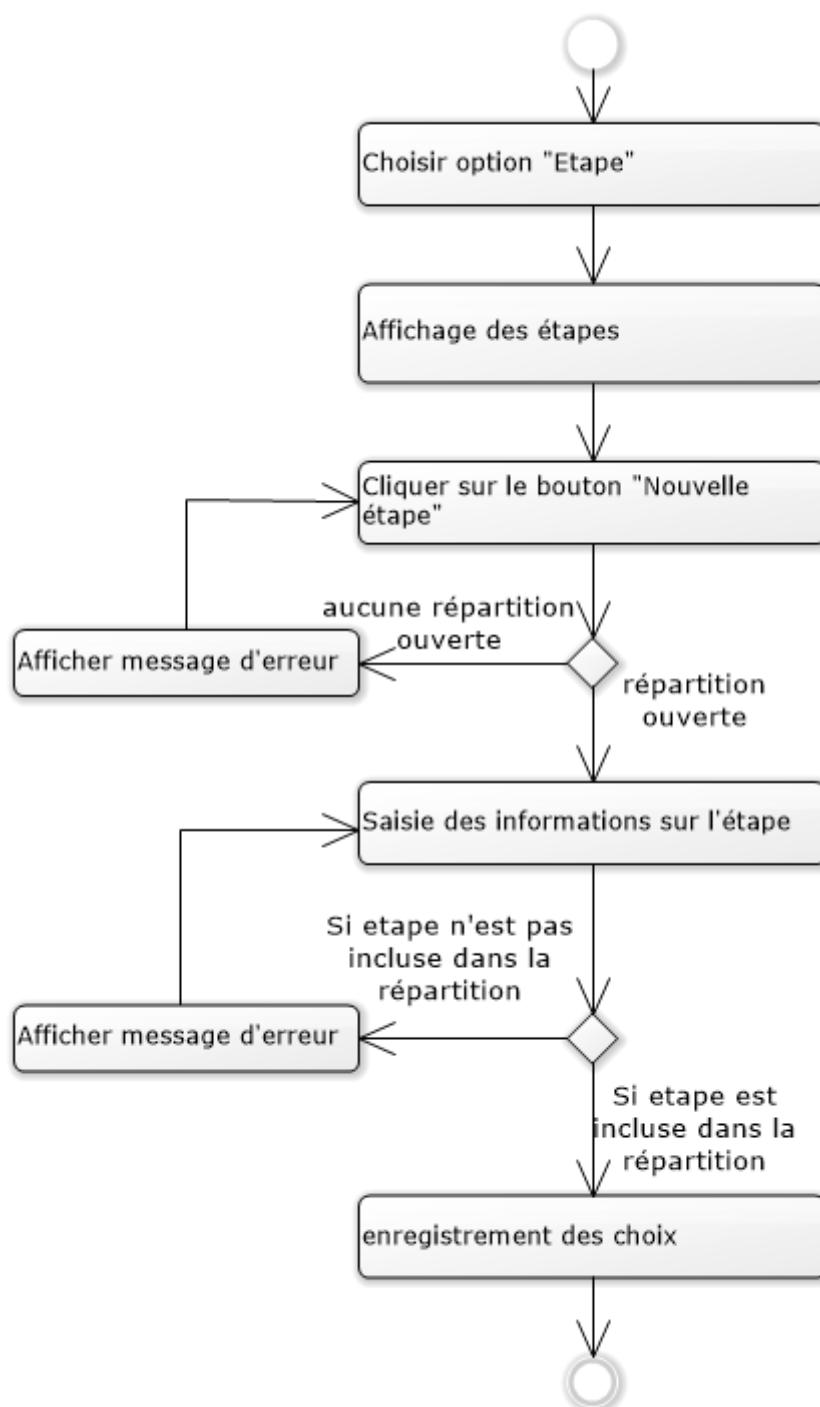 Choisir option "Etape"
Affichage des étapes
Cliquer sur le bouton "Nouvelle
étape"
aucune répartition
ouverte
Afficher message d'erreur
répartition
ouverte
Saisie des informations sur l'étape
Si etape n'est pas
incluse dans la
répartition
Afficher message d'erreur
Si etape est
incluse dans la
répartition
enregistrement des choix